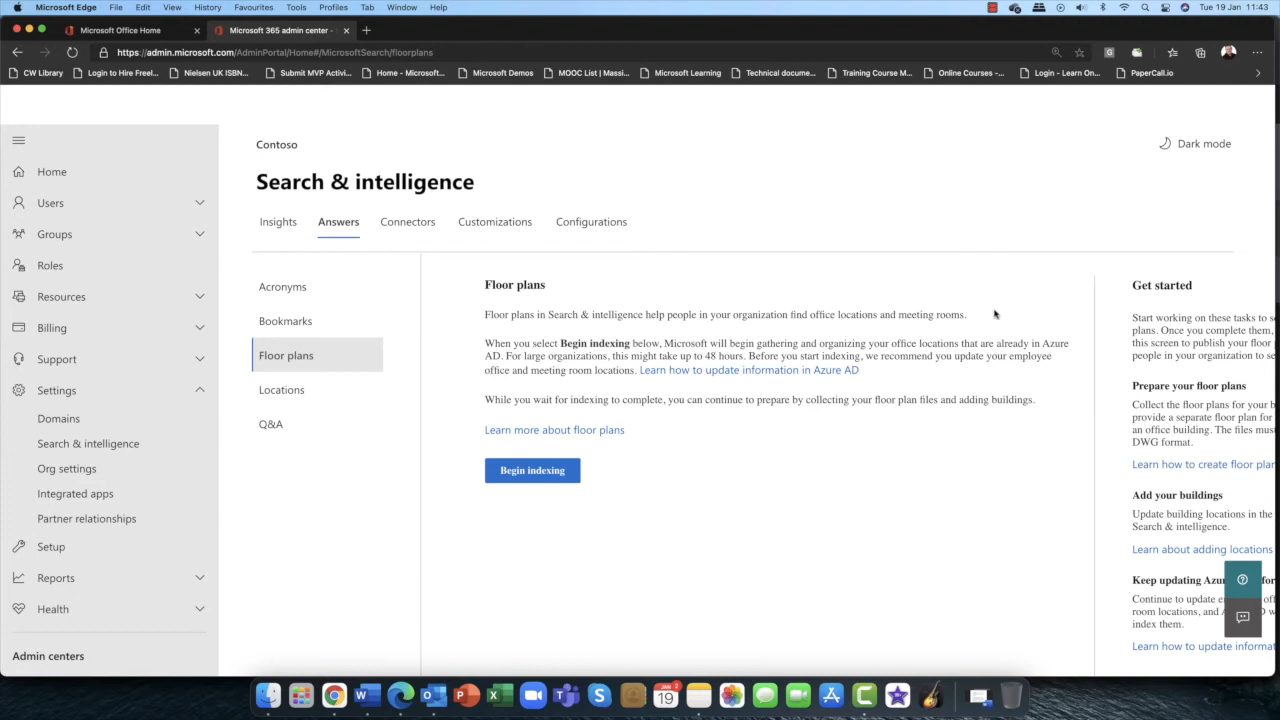 Microsoft Edge File Edit View History Favourites Tools Profiles Tab Window Help Tue 19 Jan 11:43
Microsoft Office Home Microsoft 365 admin center -
https://admin.microsoft.com/AdminPortal/Home#/MicrosoftSearch/floorplans
CW Library Login to Hire Freel... Nielsen UK ISBN... Submit MVP Activi... Home - Microsoft... Microsoft Demos MOOC List | Massi... Microsoft Learning Technical docume... Training Course M... Online Courses -... Login - Learn On... PaperCall.io
Contoso
Dark mode
Search & intelligence
Insights Answers Connectors Customizations Configurations
Home
Users
Groups
Roles
Resources
Billing
Support
Settings
Domains
Search & intelligence
Org settings
Integrated apps
Partner relationships
Setup
Reports
Health
Admin centers
Acronyms
Bookmarks
Floor plans
Locations
Q&A
Floor plans
Floor plans in Search & intelligence help people in your organization find office locations and meeting rooms.
When you select Begin indexing below, Microsoft will begin gathering and organizing your office locations that are already in Azure
AD. For large organizations, this might take up to 48 hours. Before you start indexing, we recommend you update your employee
office and meeting room locations. Learn how to update information in Azure AD
While you wait for indexing to complete, you can continue to prepare by collecting your floor plan files and adding buildings.
Learn more about floor plans
Begin indexing
Get started
Start working on these tasks to s
plans. Once you complete them,
this screen to publish your floor
people in your organization to se
Prepare your floor plans
Collect the floor plans for your b
provide a separate floor plan for
an office building. The files must
DWG format.
Learn how to create floor plan
Add your buildings
Update building locations in the
Search & intelligence.
Learn about adding locations
Keep updating Azu for
Continue to update e off
room locations, and A D w
index them.
Learn how to update informat
JAN 2
19